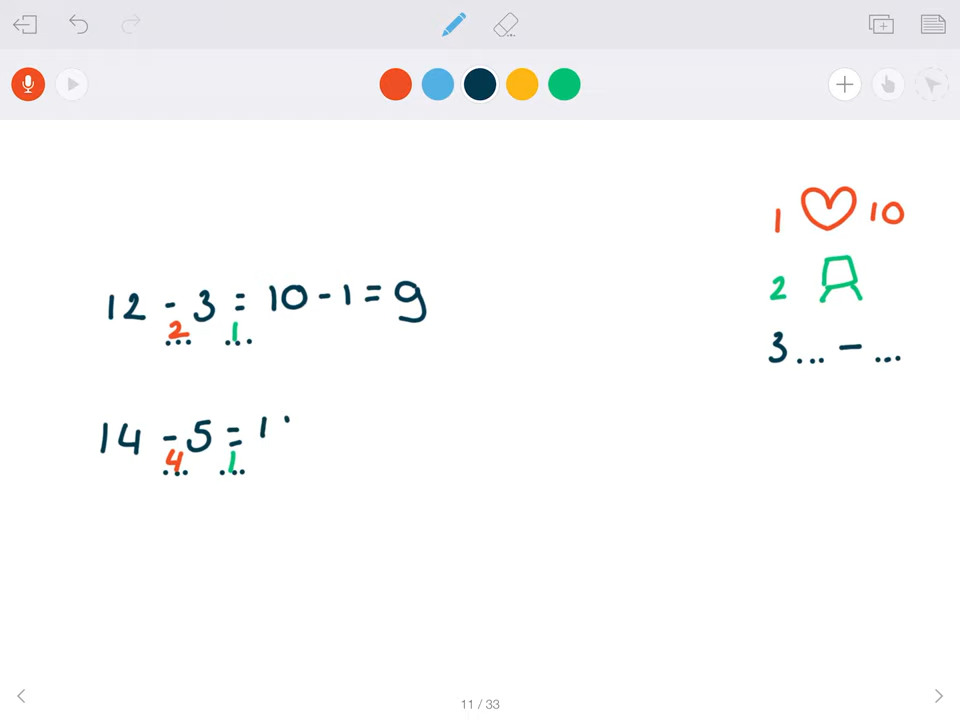 1 ♡ 10
2
3 ... – ...
12 - 3 = 10 - 1 = 9
2 1
... ...
14 - 5 = 1
4 1
... ...
11 / 33